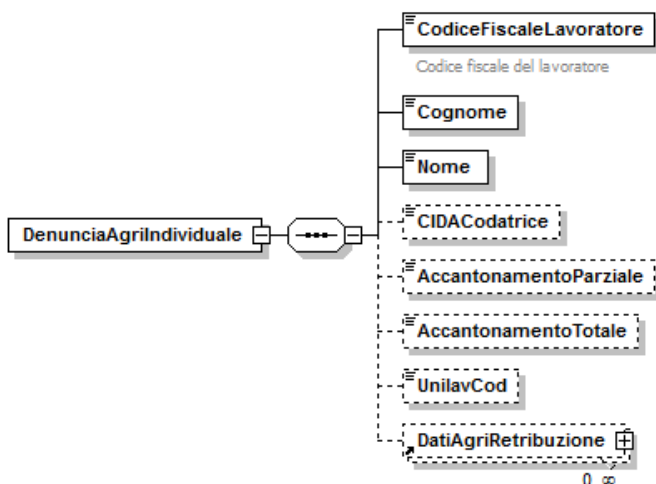 CodiceFiscaleLavoratore
Codice fiscale del lavoratore
Cognome
Nome
DenunciaAgriIndividuale
CIDACodatrice
AccantonamentoParziale
AccantonamentoTotale
UnilavCod
DatiAgriRetribuzione
0..∞